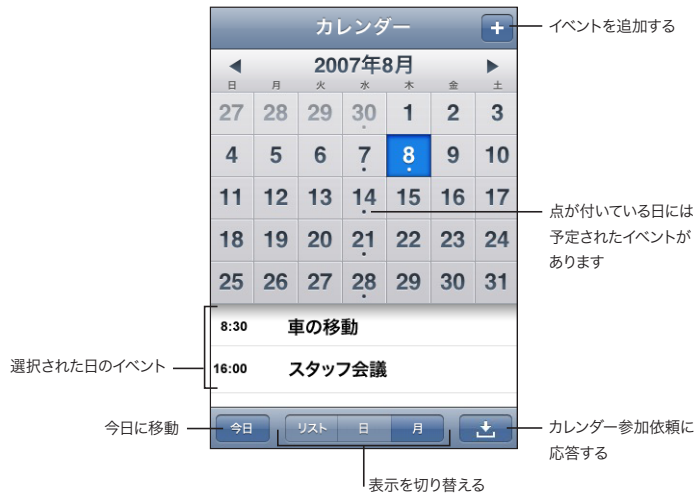 カレンダー
+
イベントを追加する
2007年8月
日 月 火 水 木 金 土
27 28 29 30 1 2 3
4 5 6 7 8 9 10
11 12 13 14 15 16 17
点が付いている日には
予定されたイベントが
あります
18 19 20 21 22 23 24
25 26 27 28 29 30 31
8:30 車の移動
選択された日のイベント
16:00 スタッフ会議
今日に移動
今日 リスト 日 月
カレンダー参加依頼に
応答する
表示を切り替える